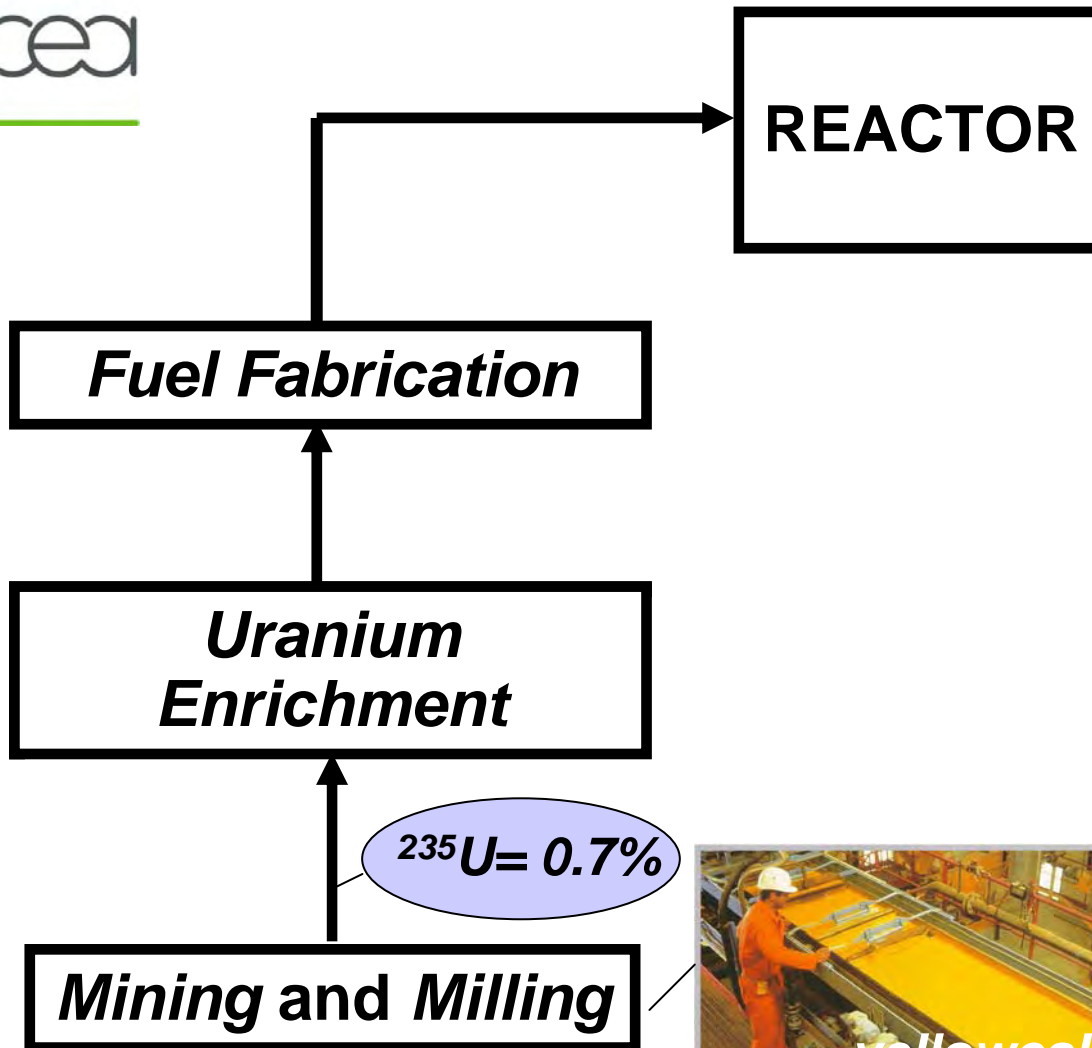 cea
REACTOR
Fuel Fabrication
Uranium
Enrichment
²³⁵U= 0.7%
Mining and Milling